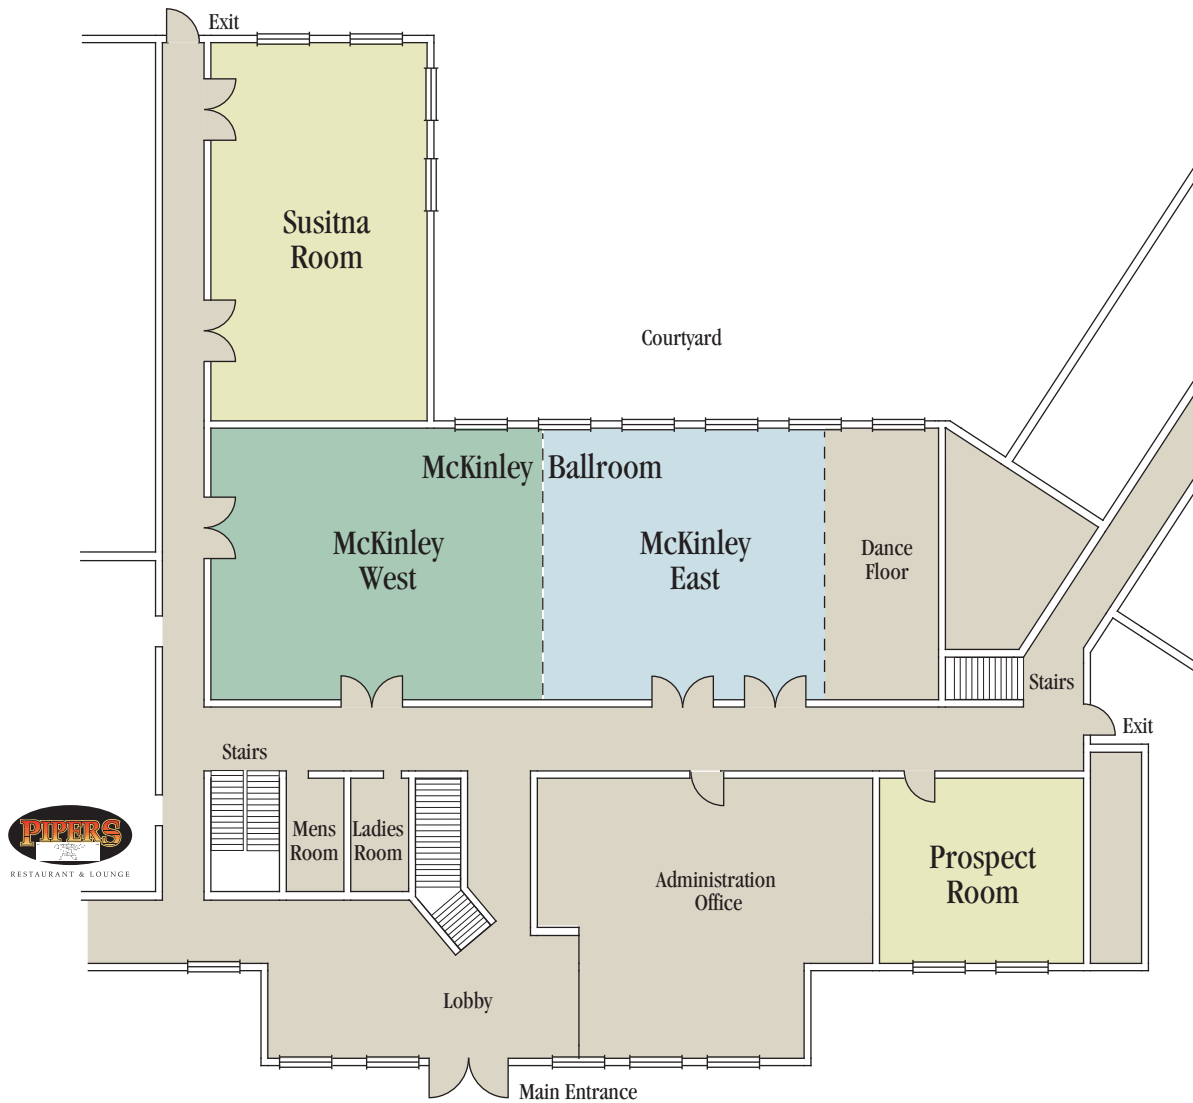 Exit
Susitna
Room
Courtyard
McKinley Ballroom
McKinley
West
McKinley
East
Dance
Floor
Stairs
Exit
Stairs
PIPERS
RESTAURANT & LOUNGE
Mens
Room
Ladies
Room
Administration
Office
Prospect
Room
Lobby
Main Entrance